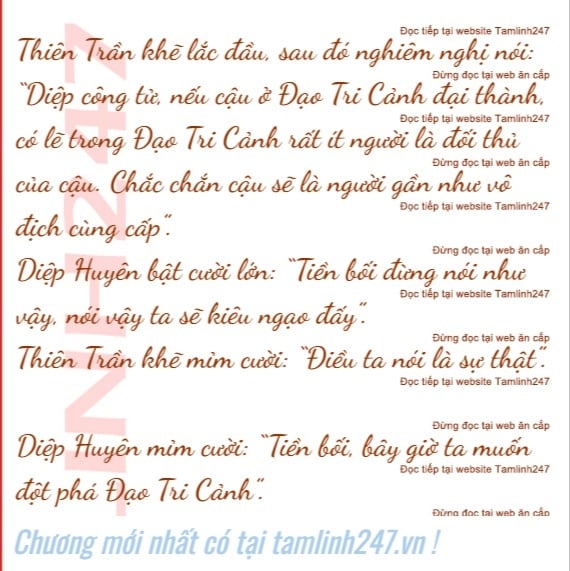 Đọc tiếp tại website Tamlinh247
Thiên Trần khẽ lắc đầu, sau đó nghiêm nghị nói:
Đừng đọc tại web ăn cắp
“Diệp công tử, nếu cậu ở Đạo Tri Cảnh đại thành,
Đọc tiếp tại website Tamlinh247
có lẽ trong Đạo Tri Cảnh rất ít người là đối thủ
Đừng đọc tại web ăn cắp
của cậu. Chắc chắn cậu sẽ là người gần như vô
Đọc tiếp tại website Tamlinh247
địch cùng cấp”.
Đừng đọc tại web ăn cắp
Diệp Huyên bật cười lớn: “Tiền bối đừng nói như
Đọc tiếp tại website Tamlinh247
vậy, nói vậy ta sẽ kiêu ngạo đấy”.
Đừng đọc tại web ăn cắp
Thiên Trần khẽ mỉm cười: “Điều ta nói là sự thật”.
Đọc tiếp tại website Tamlinh247
Đừng đọc tại web ăn cắp
Diệp Huyên mỉm cười: “Tiền bối, bây giờ ta muốn
Đọc tiếp tại website Tamlinh247
đột phá Đạo Tri Cảnh”.
Đừng đọc tại web ăn cắp
Chương mới nhất có tại tamlinh247.vn !
INH247